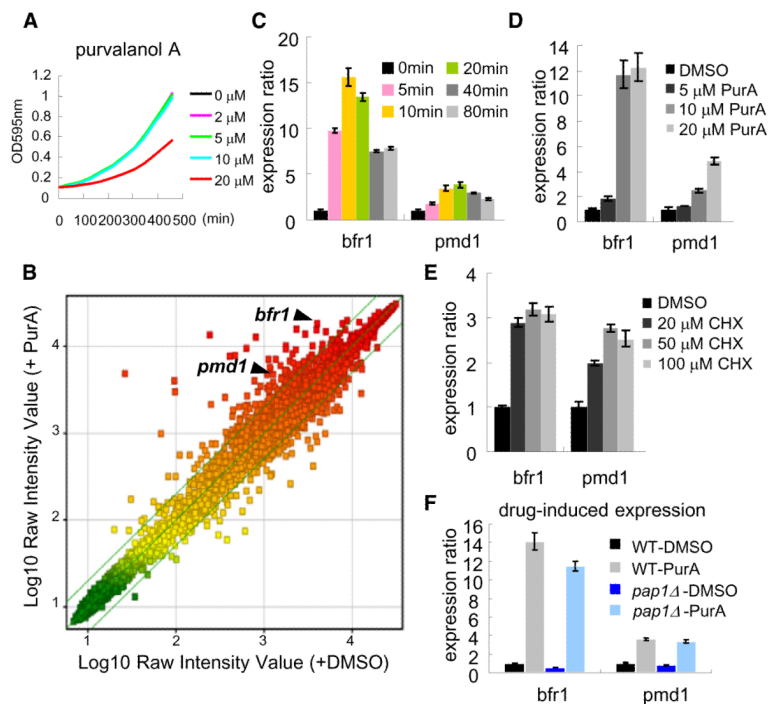 A
purvalanol A
OD595nm
1.2
1
0.8
0.6
0.4
0.2
0
0 100 200 300 400 500 (min)
0 μM
2 μM
5 μM
10 μM
20 μM
B
Log10 Raw Intensity Value (+ PurA)
4
3
2
1
bfr1
pmd1
1 2 3 4
Log10 Raw Intensity Value (+DMSO)
C
expression ratio
20
15
10
5
0
0min 20min
5min 40min
10min 80min
bfr1 pmd1
D
expression ratio
14
12
10
8
6
4
2
0
DMSO
5 μM PurA
10 μM PurA
20 μM PurA
bfr1 pmd1
E
expression ratio
4
3
2
1
0
DMSO
20 μM CHX
50 μM CHX
100 μM CHX
bfr1 pmd1
F
drug-induced expression
expression ratio
16
14
12
10
8
6
4
2
0
WT-DMSO
WT-PurA
pap1Δ-DMSO
pap1Δ-PurA
bfr1 pmd1